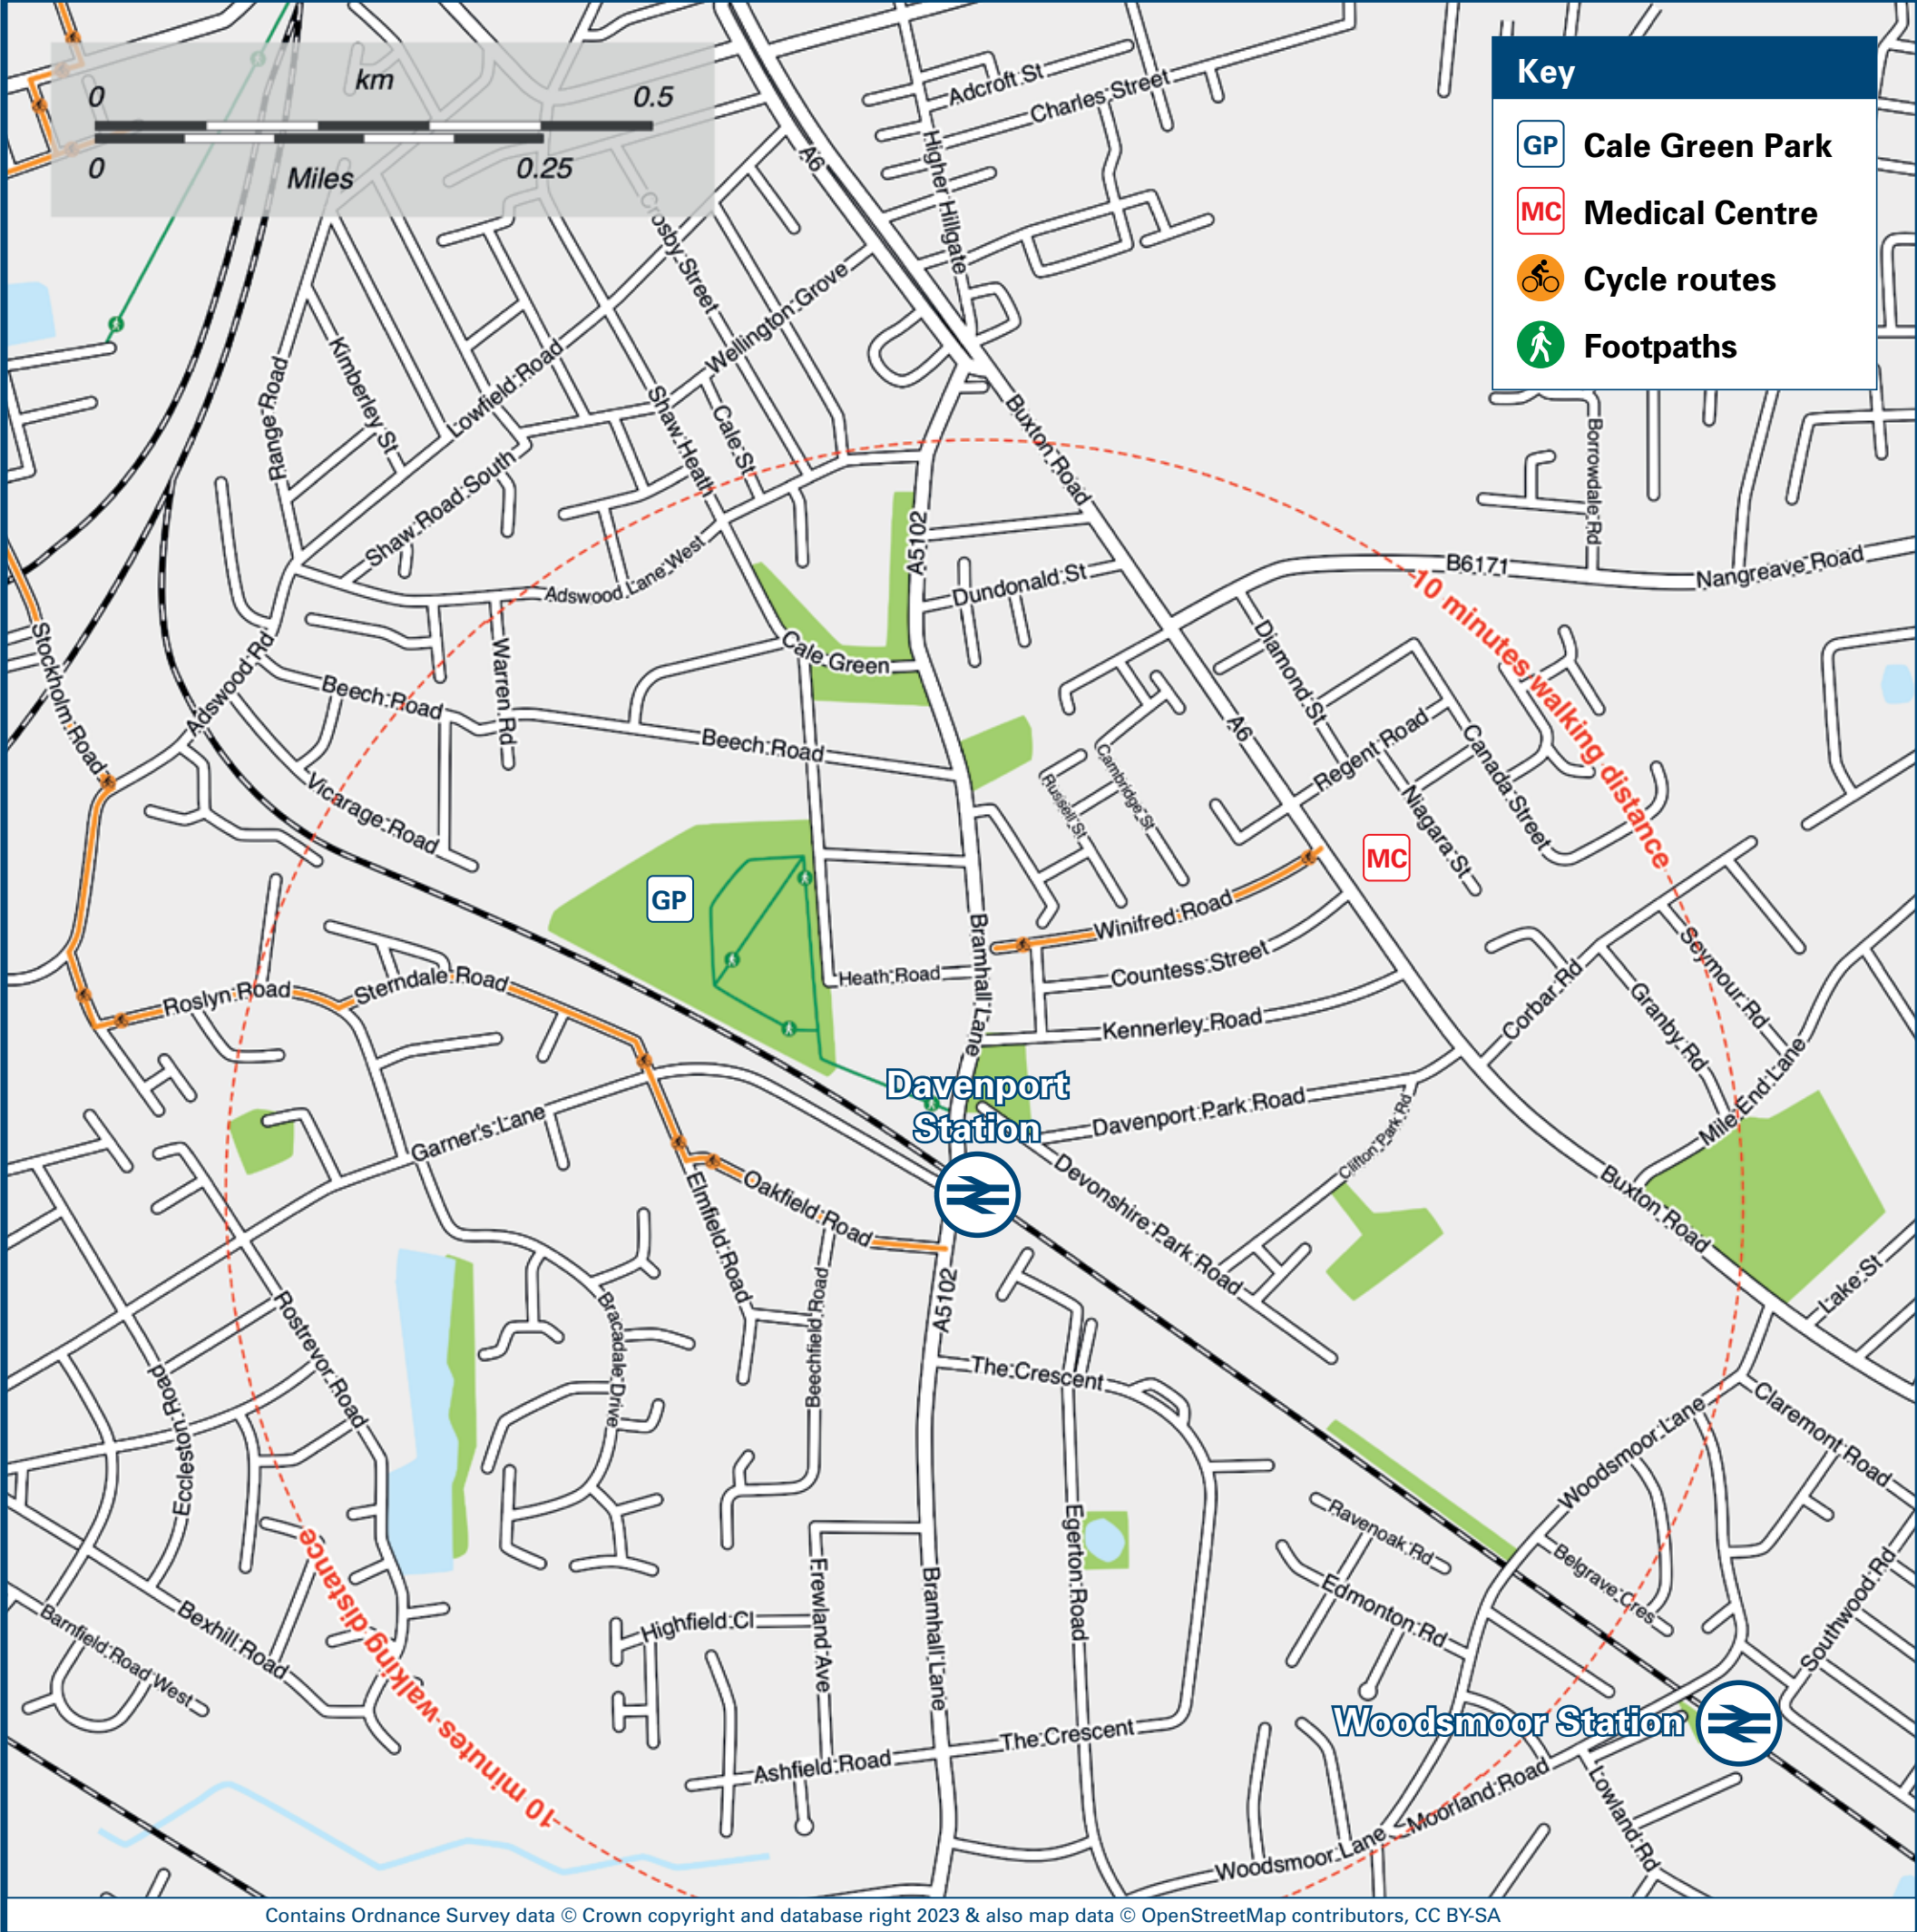 km
0
0.5
0
Miles
0.25
Key
GP
Cale Green Park
MC
Medical Centre
Cycle routes
Footpaths
Adcroft St
Charles Street
A6
Higher Hillgate
Crosby Street
Wellington Grove
Kimberley St
Lowfield Road
Range Road
Shaw Heath
Cale St
Buxton Road
Borrowdale Rd
Shaw Road South
A5102
B6171
Nangreave Road
Adswood Lane West
Dundonald St
10 minutes walking distance
Stockholm Road
Adswood Rd
Warren Rd
Cale Green
Diamond St
Beech Road
Beech Road
A6
Regent Road
Canada Street
Cambridge St
Russell St
Niagara St
Vicarage Road
MC
GP
Bramhall Lane
Winifred Road
Heath Road
Countess Street
Seymour Rd
Corbar Rd
Granby Rd
Roslyn Road
Sterndale Road
Kennerley Road
Davenport
Station
Mile End Lane
Davenport Park Road
Clifton Park Rd
Garner's Lane
Devonshire Park Road
Elmfield Road
Oakfield Road
Buxton Road
A5102
Lake St
Rostrevor Road
Bracadale Drive
Beechfield Road
The Crescent
Eccleston Road
Claremont Road
Woodsmoor Lane
Ravenoak Rd
Egerton Road
Belgrave Cres
Edmonton Rd
Southwood Rd
10 minutes walking distance
Frewland Ave
Bramhall Lane
Highfield Cl
Barnfield Road West
Bexhill Road
Woodsmoor Station
The Crescent
Ashfield Road
Moorland Road
Lowland Rd
Woodsmoor Lane
Contains Ordnance Survey data © Crown copyright and database right 2023 & also map data © OpenStreetMap contributors, CC BY-SA